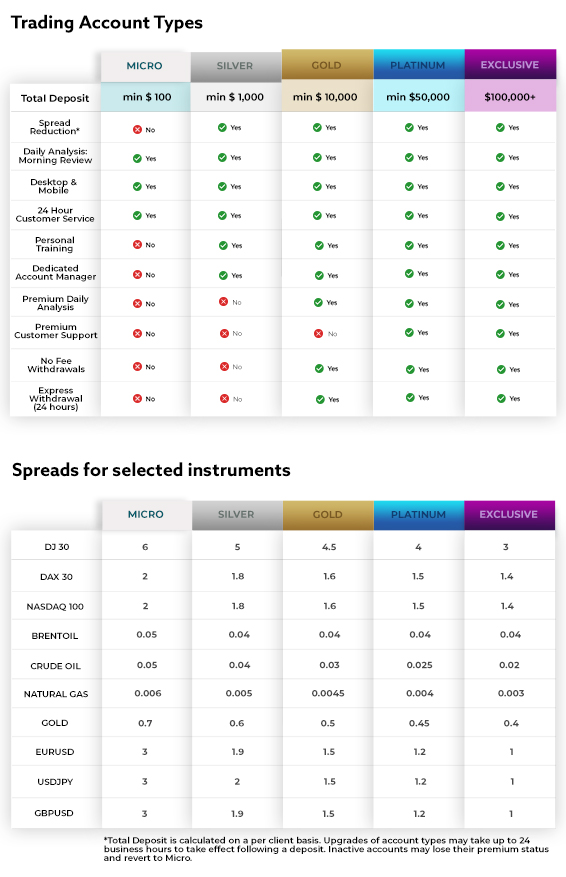 Trading Account Types
MICRO SILVER GOLD PLATINUM EXCLUSIVE
Total Deposit min $ 100 min $ 1,000 min $ 10,000 min $50,000 $100,000+
Spread
Reduction* No Yes Yes Yes Yes
Daily Analysis:
Morning Review Yes Yes Yes Yes Yes
Desktop &
Mobile Yes Yes Yes Yes Yes
24 Hour
Customer Service Yes Yes Yes Yes Yes
Personal
Training No Yes Yes Yes Yes
Dedicated
Account Manager No Yes Yes Yes Yes
Premium Daily
Analysis No No Yes Yes Yes
Premium
Customer Support No No No Yes Yes
No Fee
Withdrawals No No Yes Yes Yes
Express
Withdrawal No No Yes Yes Yes
(24 hours)
Spreads for selected instruments
MICRO SILVER GOLD PLATINUM EXCLUSIVE
DJ 30 6 5 4.5 4 3
DAX 30 2 1.8 1.6 1.5 1.4
NASDAQ 100 2 1.8 1.6 1.5 1.4
BRENTOIL 0.05 0.04 0.04 0.04 0.04
CRUDE OIL 0.05 0.04 0.03 0.025 0.02
NATURAL GAS 0.006 0.005 0.0045 0.004 0.003
GOLD 0.7 0.6 0.5 0.45 0.4
EURUSD 3 1.9 1.5 1.2 1
USDJPY 3 2 1.5 1.2 1
GBPUSD 3 1.9 1.5 1.2 1
*Total Deposit is calculated on a per client basis. Upgrades of account types may take up to 24
business hours to take effect following a deposit. Inactive accounts may lose their premium status
and revert to Micro.